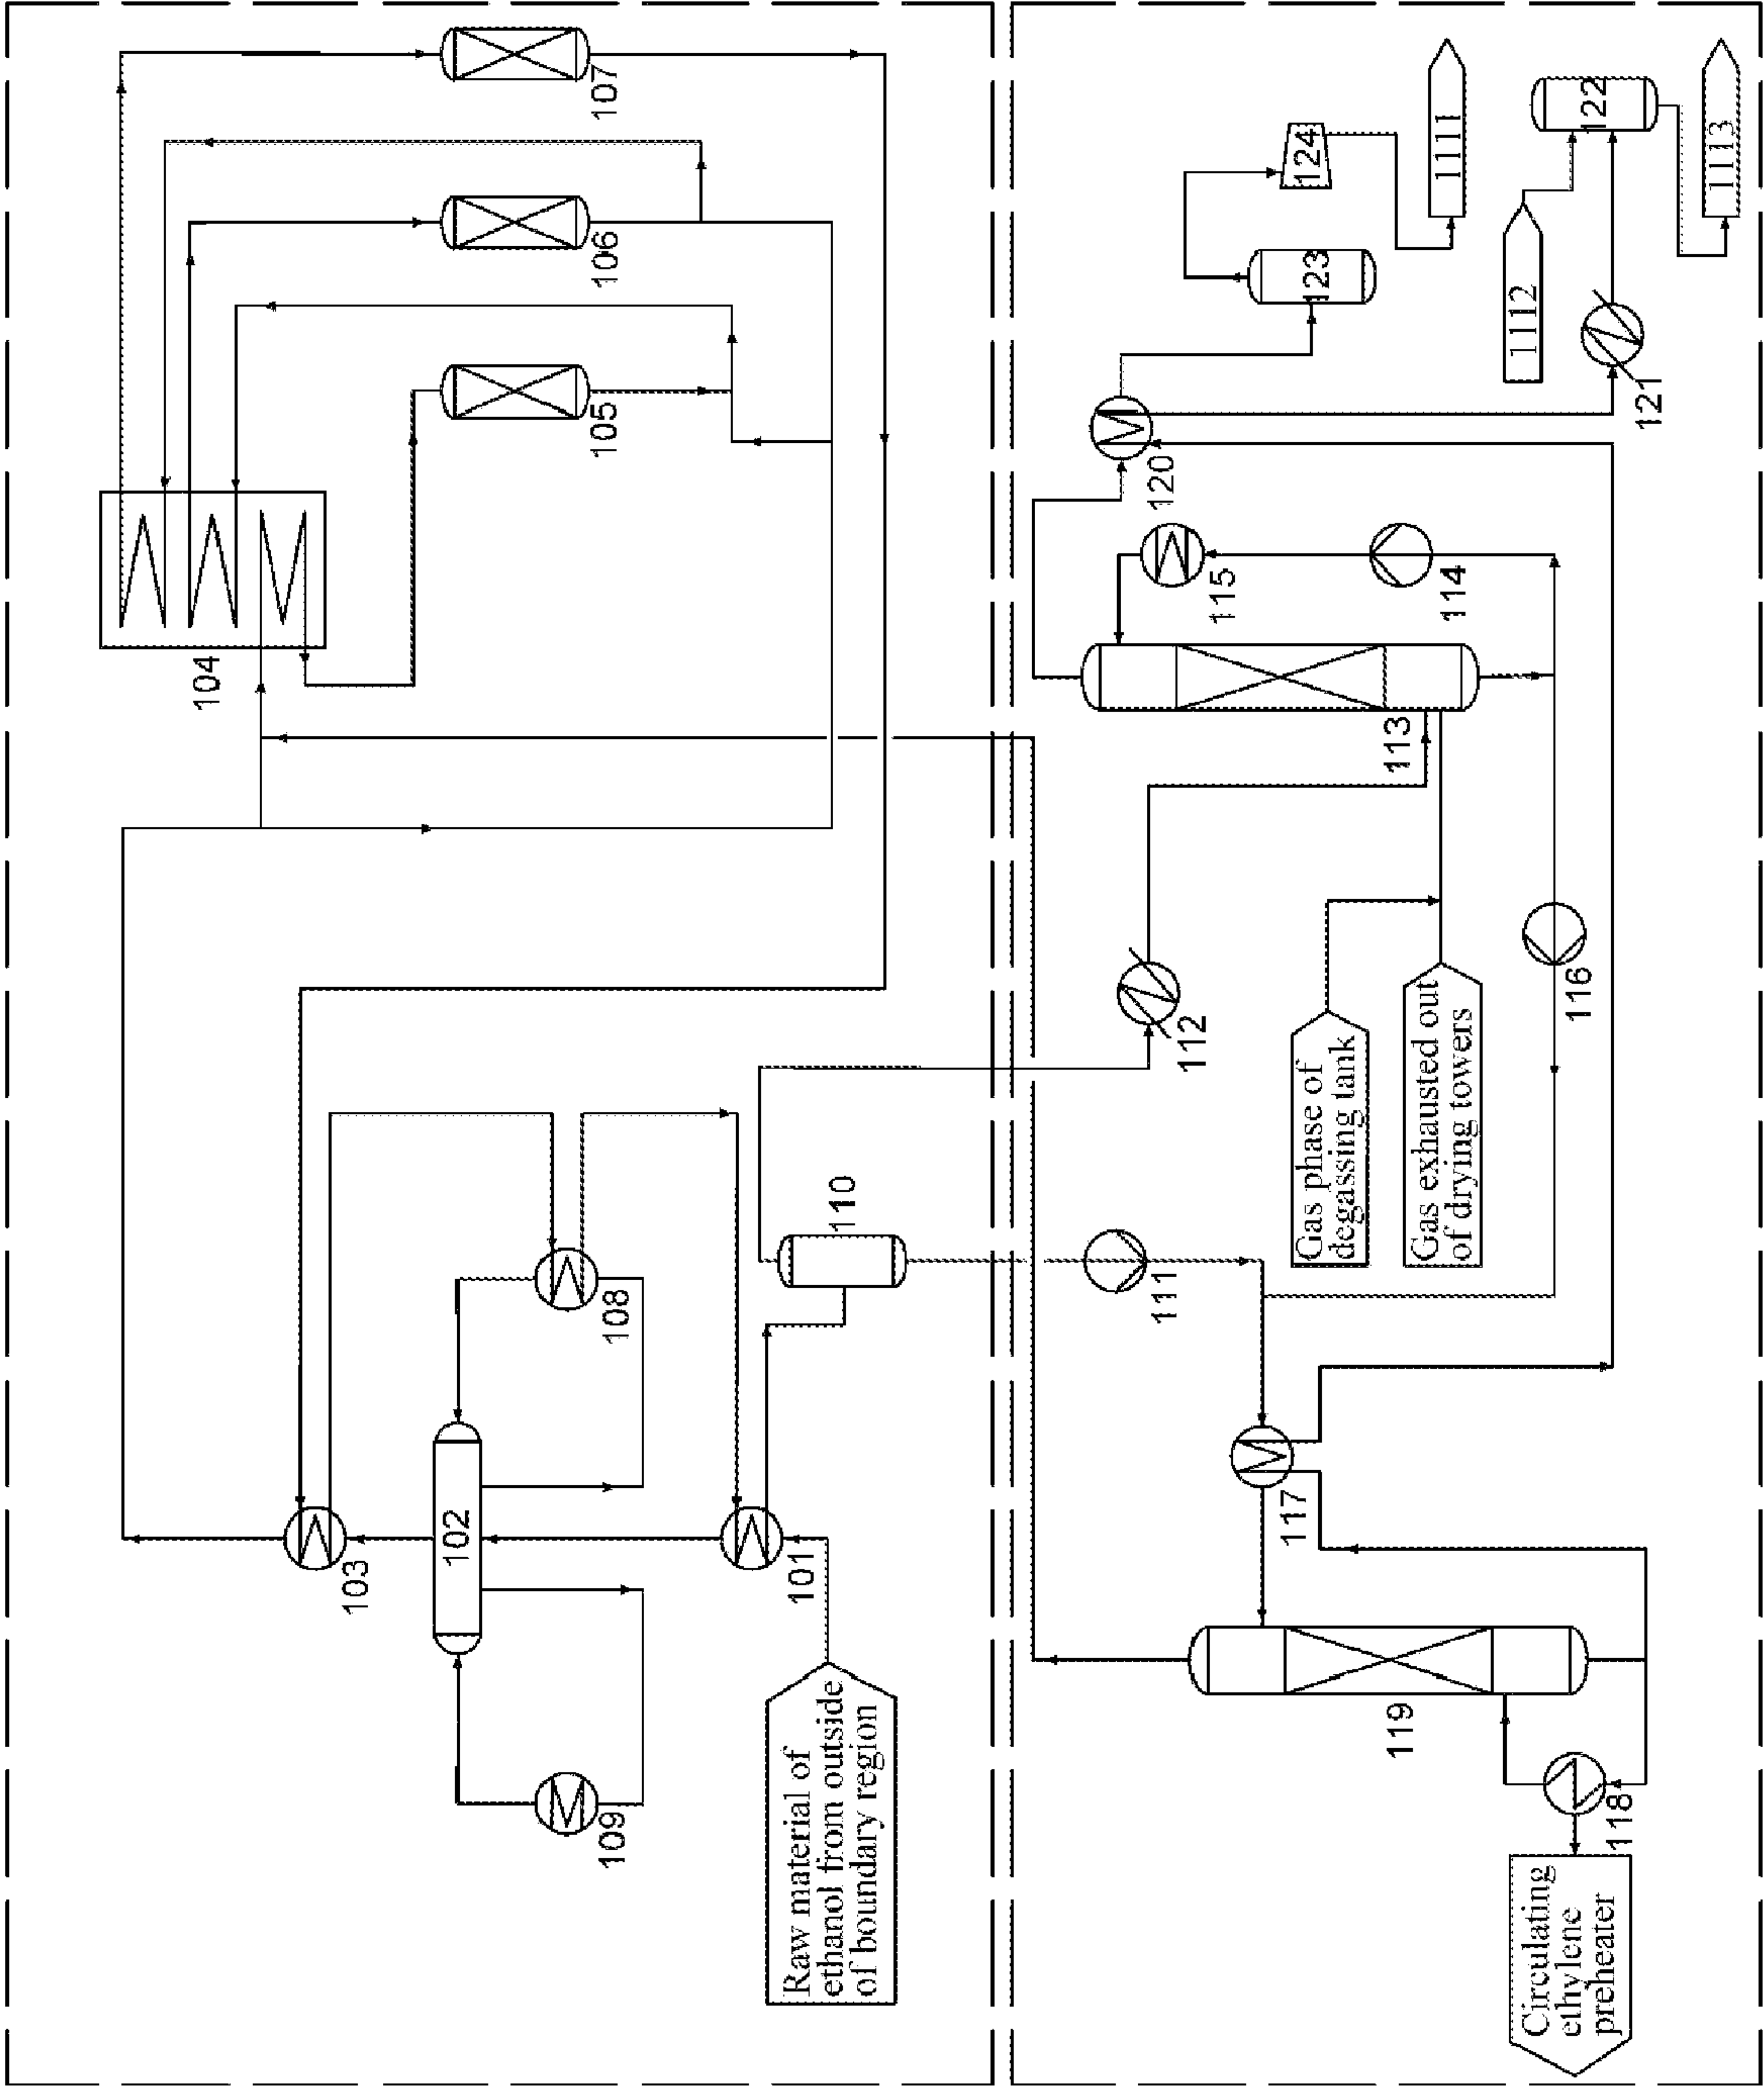 107
106
105
104
103
102
101
108
109
110
Raw material of
ethanol from outside
of boundary region
1111
1112
1113
122
124
123
121
120
115
114
113
112
116
Gas phase of
degassing tank
Gas exhausted out
of drying towers
111
117
119
118
Circulating
ethylene
preheater